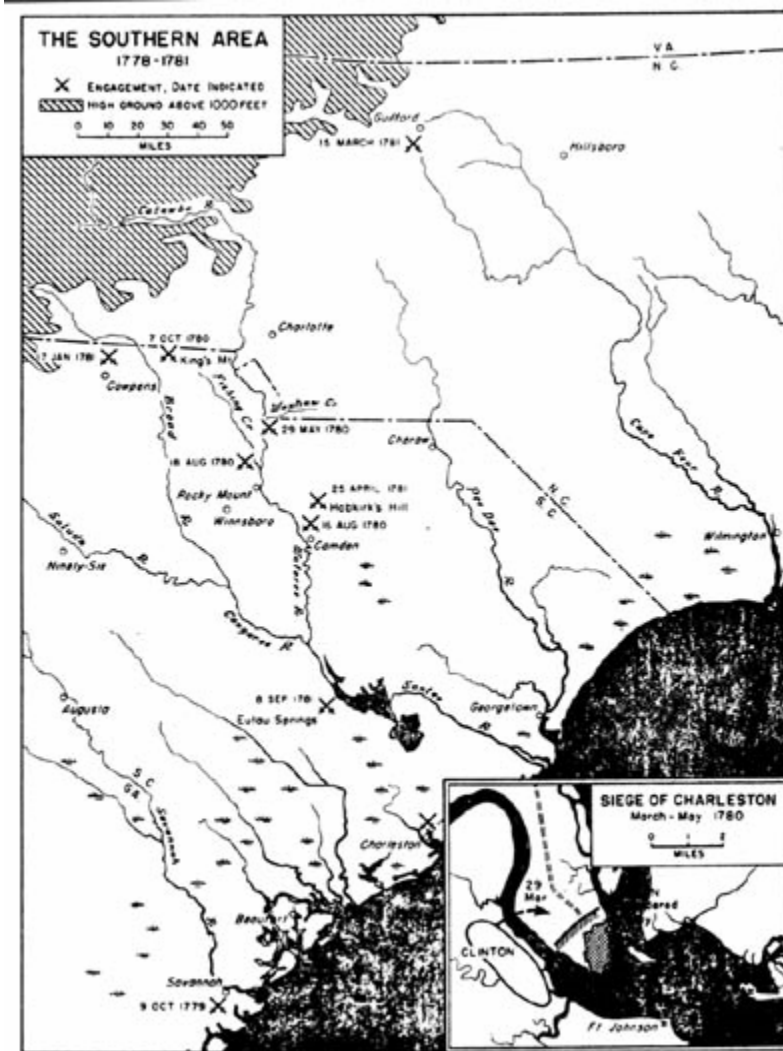 THE SOUTHERN AREA
1778-1781
ENGAGEMENT, DATE INDICATED
HIGH GROUND ABOVE 1000 FEET
0 10 20 30 40 50
MILES
VA.
N.C.
Guilford
15 MARCH 1781
Hillsboro
Catawba R.
Charlotte
7 OCT 1780
King's Mt
17 JAN 1781
Cowpens
Broad
R.
Fishing Cr
Waxhaw Cr.
29 MAY 1780
18 AUG 1780
Rocky Mount
Winnsboro
25 APRIL 1781
Hobkirk's Hill
16 AUG 1780
Camden
Wateree R.
Cheraw
Pee Dee
R.
N.C.
S.C.
Cape Fear R.
Wilmington
Saluda
R.
Ninety-Six
Congaree R.
8 SEP 1781
Eutau Springs
Santee
R.
Georgetown
Augusta
S.C.
GA.
Savannah
R.
Charleston
Beaufort
Savannah
9 OCT 1779
SIEGE OF CHARLESTON
March-May 1780
0 1 2
MILES
29
Mar
CLINTON
Ft Johnson